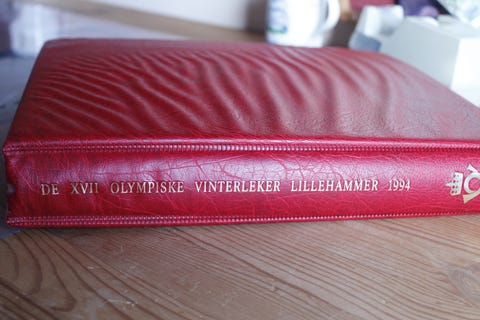 DE XVII OLYMPISKE VINTERLEKER LILLEHAMMER 1994